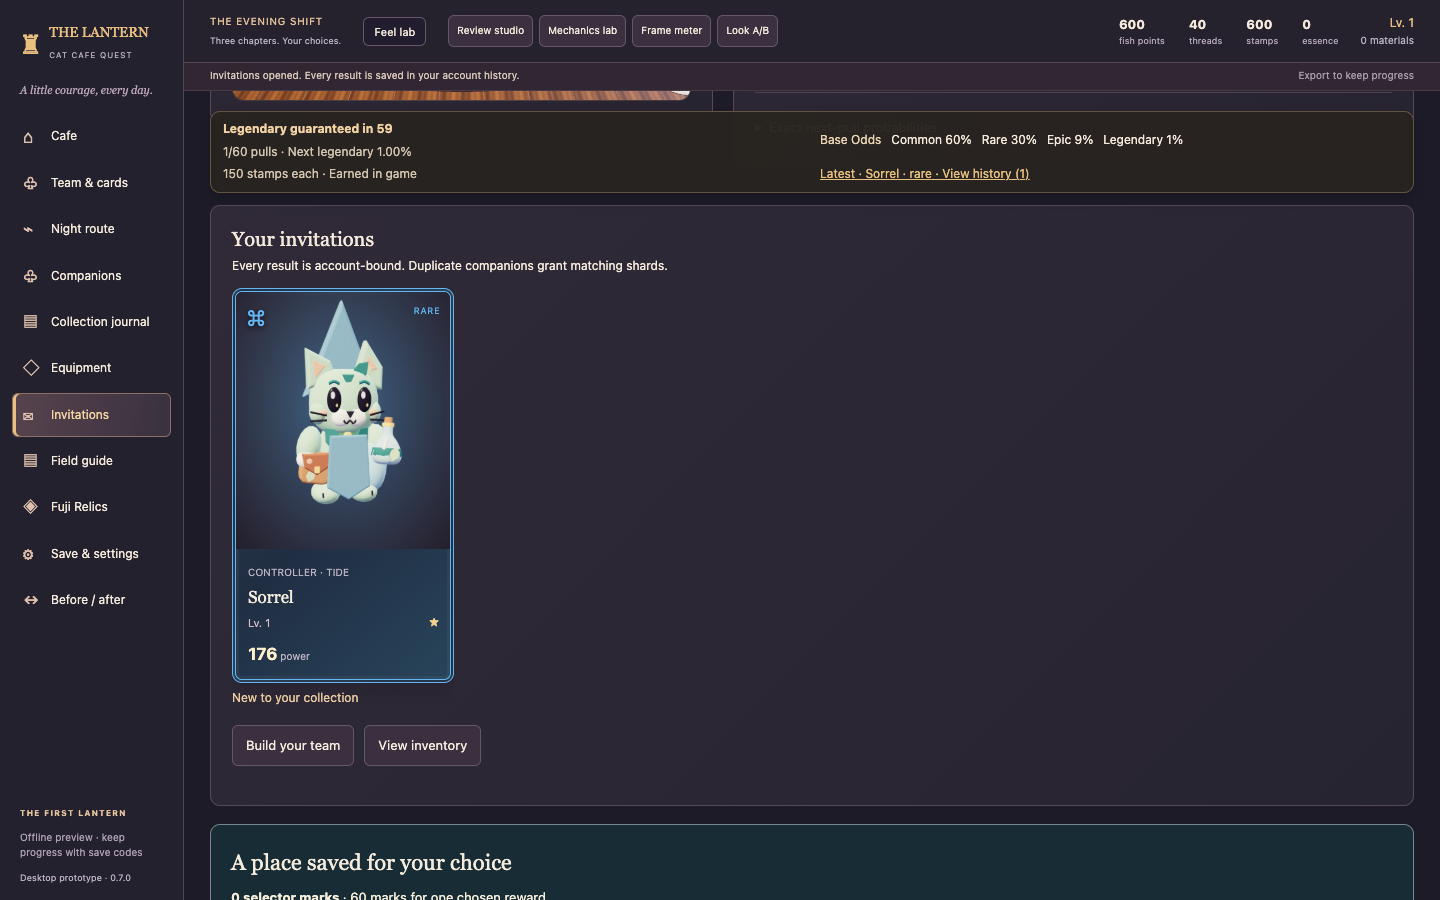 THE LANTERN
CAT CAFE QUEST
A little courage, every day.
Cafe
Team & cards
Night route
Companions
Collection journal
Equipment
Invitations
Field guide
Fuji Relics
Save & settings
Before / after
THE FIRST LANTERN
Offline preview · keep
progress with save codes
Desktop prototype · 0.7.0
THE EVENING SHIFT
Three chapters. Your choices.
Feel lab
Review studio
Mechanics lab
Frame meter
Look A/B
600
fish points
40
threads
600
stamps
0
essence
Lv. 1
0 materials
Invitations opened. Every result is saved in your account history.
Export to keep progress
Legendary guaranteed in 59
1/60 pulls · Next legendary 1.00%
150 stamps each · Earned in game
Exact next-pull probabilities
Base Odds Common 60% Rare 30% Epic 9% Legendary 1%
Latest · Sorrel · rare · View history (1)
Your invitations
Every result is account-bound. Duplicate companions grant matching shards.
RARE
CONTROLLER · TIDE
Sorrel
Lv. 1
176 power
New to your collection
Build your team
View inventory
A place saved for your choice
0 selector marks · 60 marks for one chosen reward